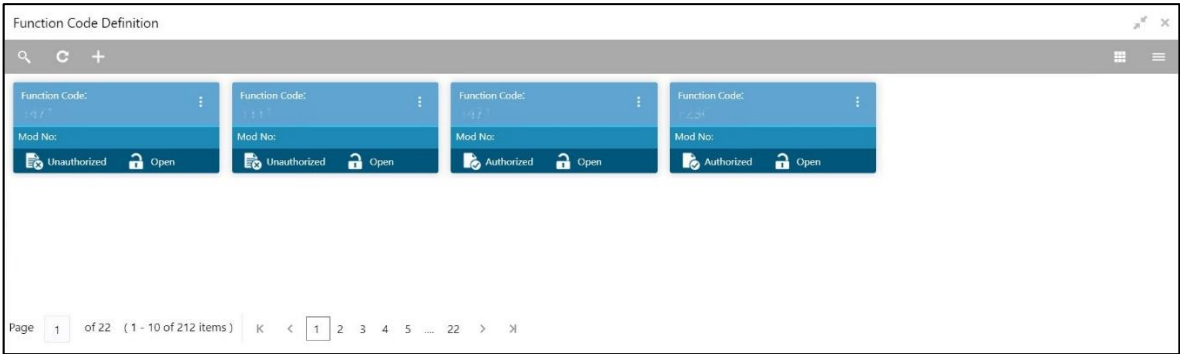 Function Code Definition
Function Code:
Mod No:
Unauthorized Open
Function Code:
Mod No:
Unauthorized Open
Function Code:
Mod No:
Authorized Open
Function Code:
Mod No:
Authorized Open
Page 1 of 22 ( 1 - 10 of 212 items ) K < 1 2 3 4 5 ... 22 > Я